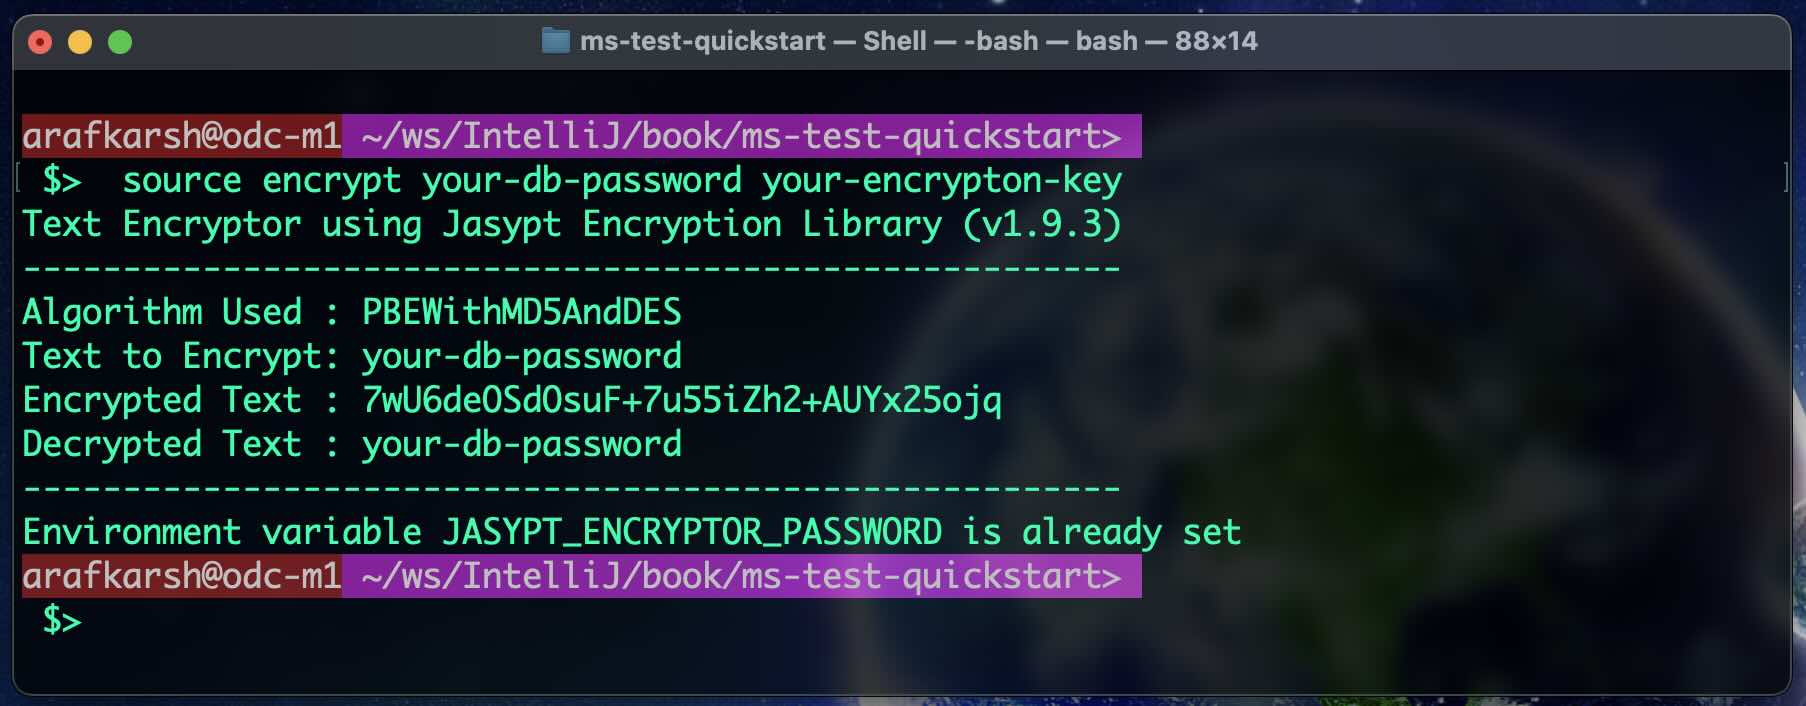 ms-test-quickstart — Shell — -bash — bash — 88×14
arafkarsh@odc-m1 ~/ws/IntelliJ/book/ms-test-quickstart>
[ $>  source encrypt your-db-password your-encrypton-key ]
Text Encryptor using Jasypt Encryption Library (v1.9.3)
-------------------------------------------------------
Algorithm Used : PBEWithMD5AndDES
Text to Encrypt: your-db-password
Encrypted Text : 7wU6deOSdOsuF+7u55iZh2+AUYx25ojq
Decrypted Text : your-db-password
-------------------------------------------------------
Environment variable JASYPT_ENCRYPTOR_PASSWORD is already set
arafkarsh@odc-m1 ~/ws/IntelliJ/book/ms-test-quickstart>
$>